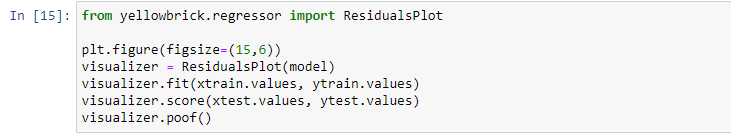 In [15]: from yellowbrick.regressor import ResidualsPlot
plt.figure(figsize=(15,6))
visualizer = ResidualsPlot(model)
visualizer.fit(xtrain.values, ytrain.values)
visualizer.score(xtest.values, ytest.values)
visualizer.poof()